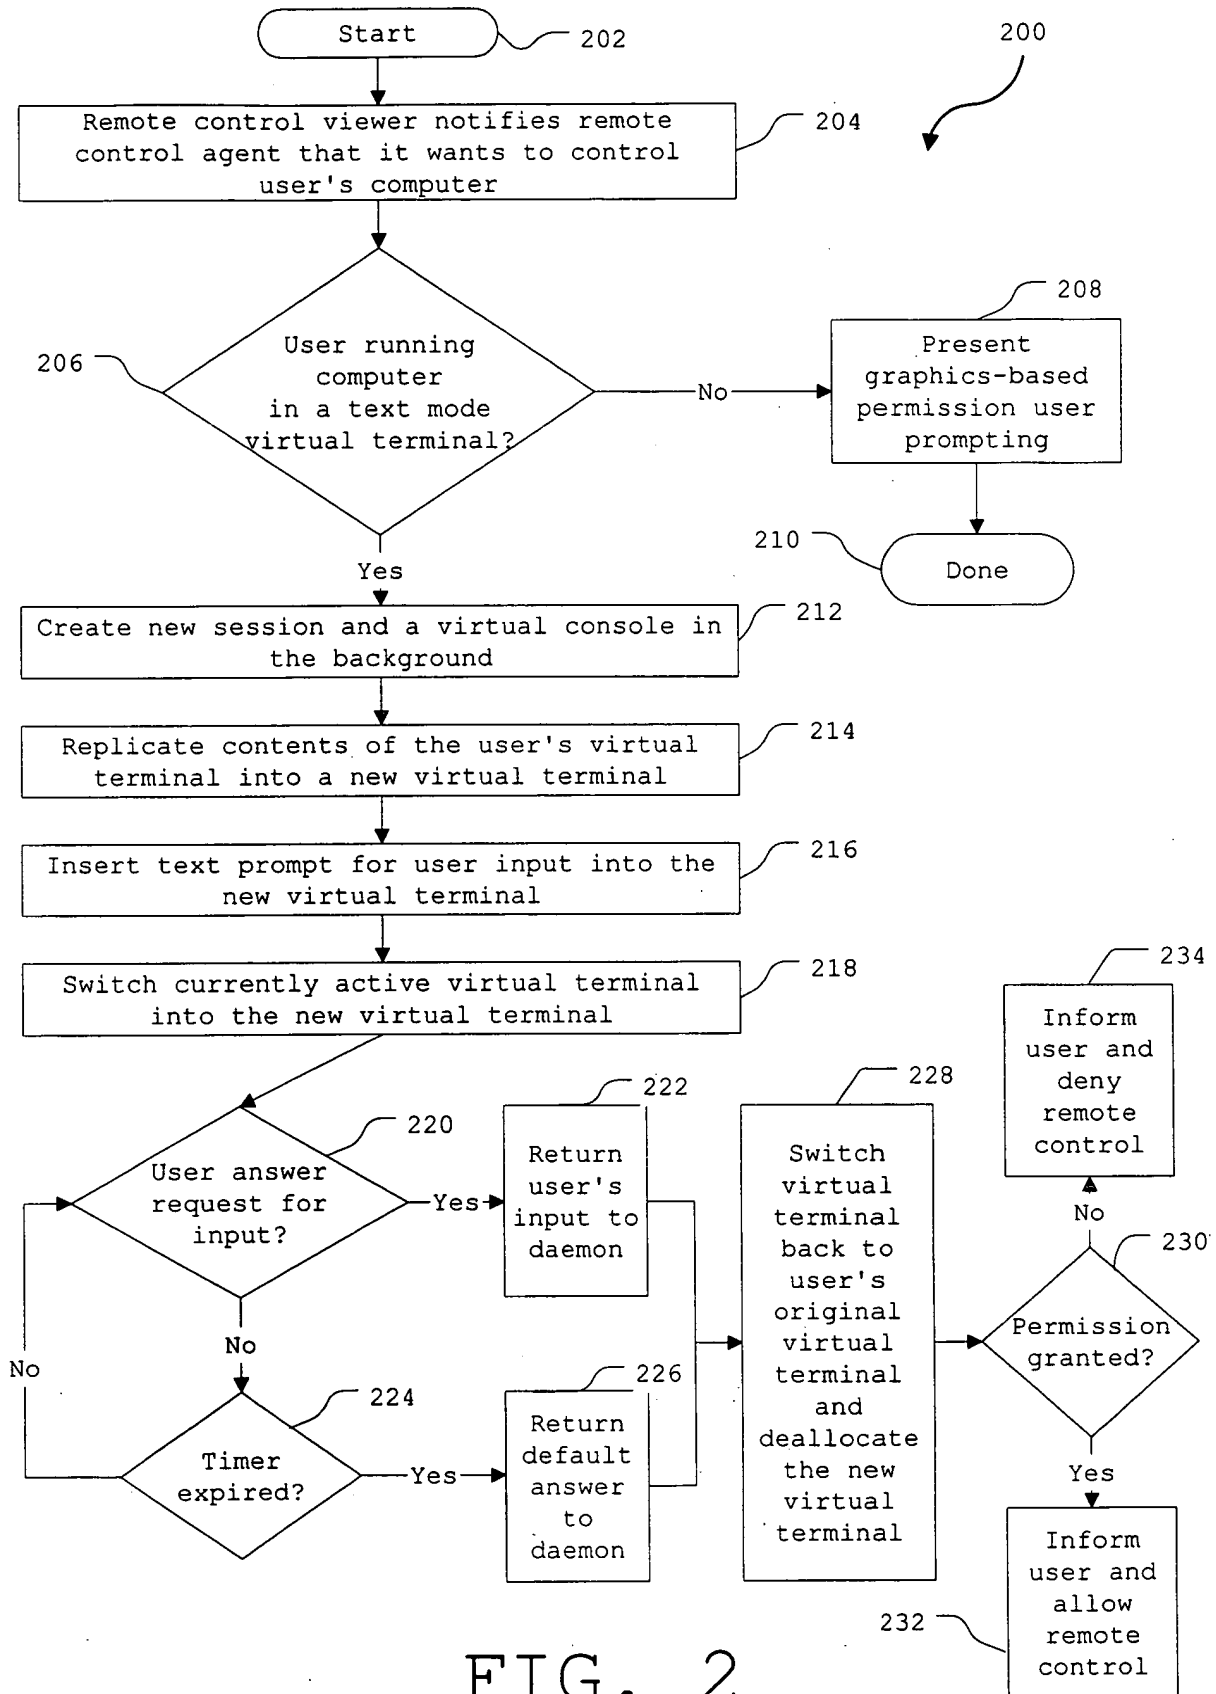 Start
202
200
Remote control viewer notifies remote
control agent that it wants to control
user's computer
204
206
User running
computer
in a text mode
virtual terminal?
No
208
Present
graphics-based
permission user
prompting
210
Done
Yes
Create new session and a virtual console in
the background
212
Replicate contents of the user's virtual
terminal into a new virtual terminal
214
Insert text prompt for user input into the
new virtual terminal
216
Switch currently active virtual terminal
into the new virtual terminal
218
User answer
request for
input?
220
Yes
Return
user's
input to
daemon
222
No
No
Timer
expired?
224
Yes
Return
default
answer
to
daemon
226
Switch
virtual
terminal
back to
user's
original
virtual
terminal
and
deallocate
the new
virtual
terminal
228
234
Inform
user and
deny
remote
control
No
230
Permission
granted?
Yes
Inform
user and
allow
remote
control
232
FIG. 2